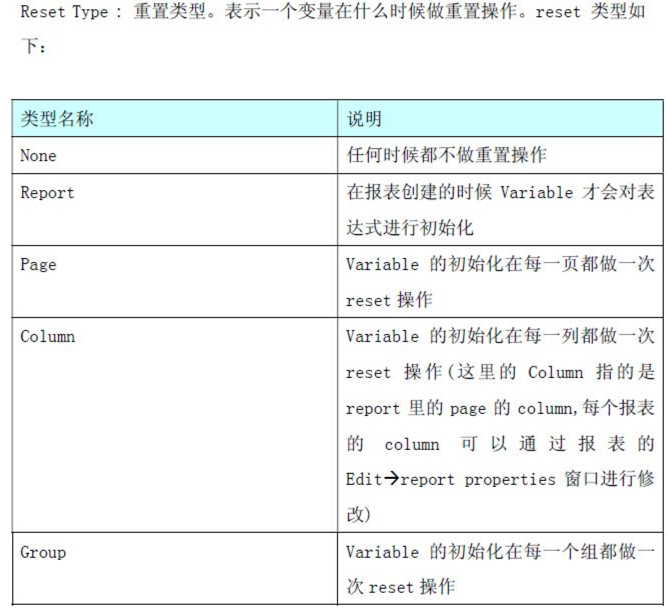 Reset Type : 重置类型。表示一个变量在什么时候做重置操作。reset 类型如
下:
类型名称 说明
None 任何时候都不做重置操作
Report 在报表创建的时候 Variable 才会对表
达式进行初始化
Page Variable 的初始化在每一页都做一次
reset 操作
Column Variable 的初始化在每一列都做一次
reset 操作(这里的 Column 指的是
report 里的 page 的 column,每个报表
的 column 可以通过报表的
Edit→report properties 窗口进行修
改)
Group Variable 的初始化在每一个组都做一
次 reset 操作